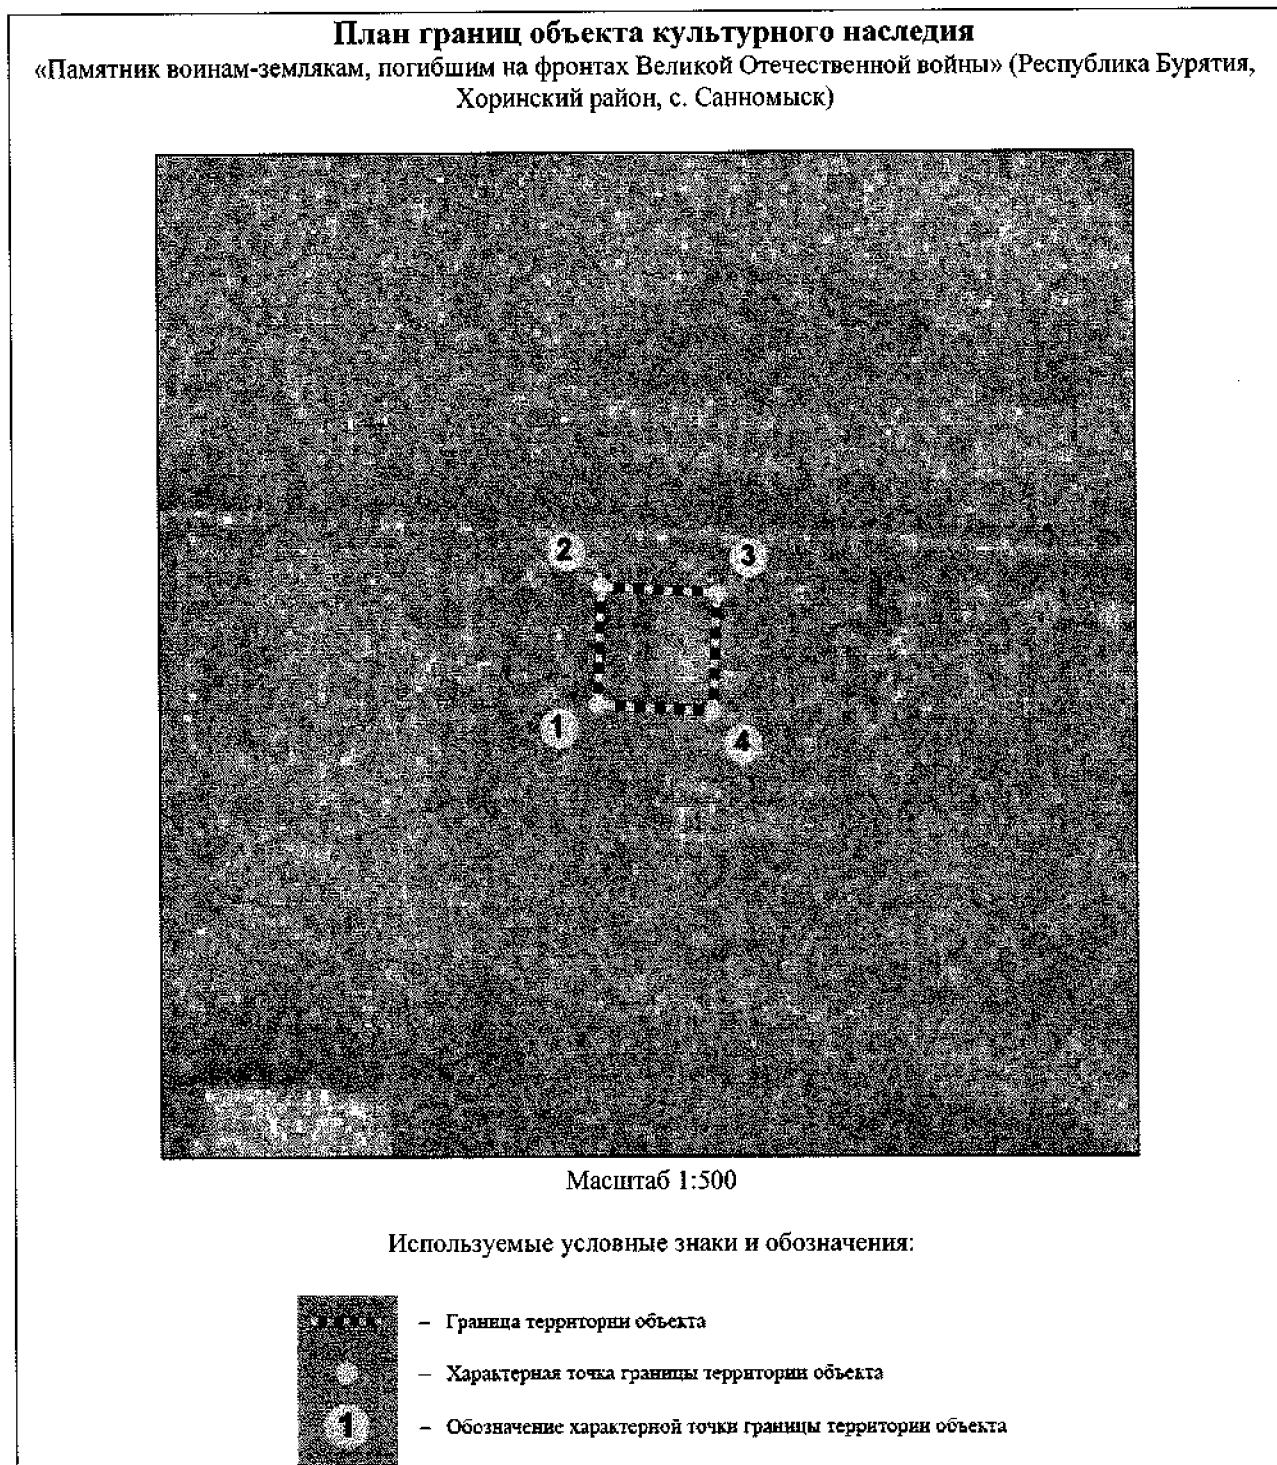 План границ объекта культурного наследия
«Памятник воинам-землякам, погибшим на фронтах Великой Отечественной войны» (Республика Бурятия,
Хоринский район, с. Санномыск)
2
3
1
4
Масштаб 1:500
Используемые условные знаки и обозначения:
– Граница территории объекта
– Характерная точка границы территории объекта
1 – Обозначение характерной точки границы территории объекта